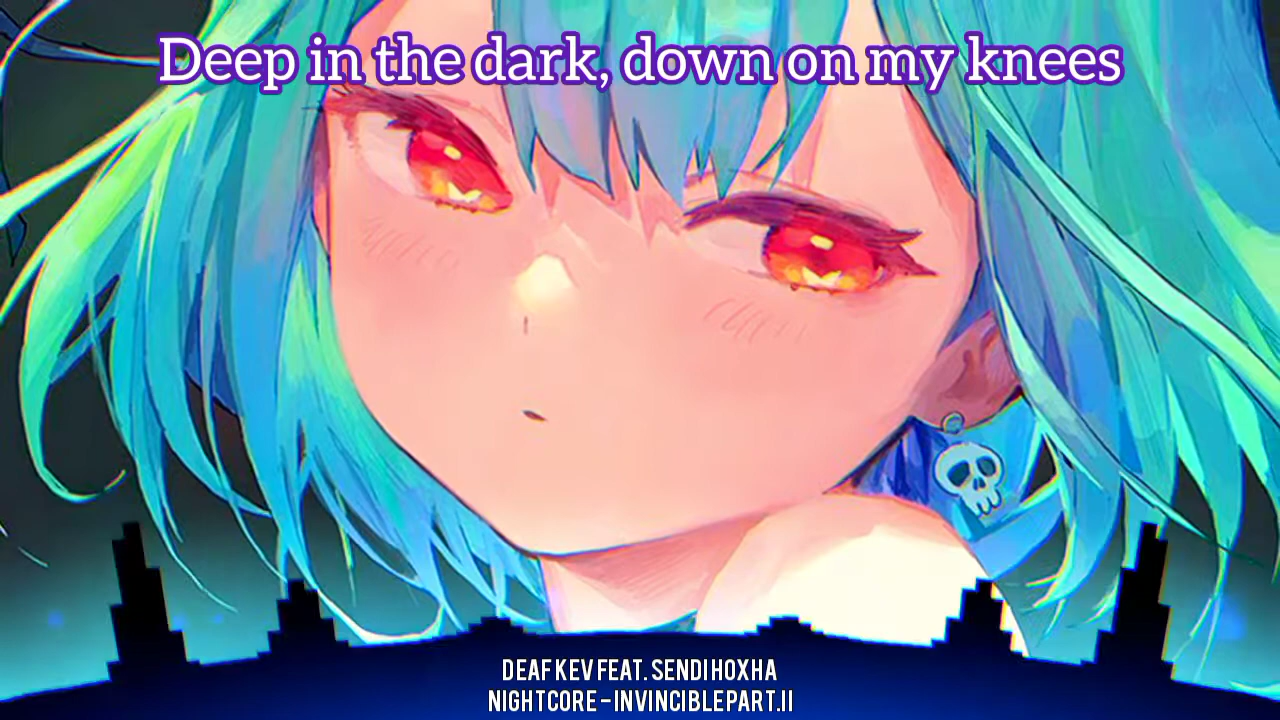 Deep in the dark, down on my knees
DEAF KEV FEAT. SENDI HOXHA
NIGHTCORE - INVINCIBLE PART.II